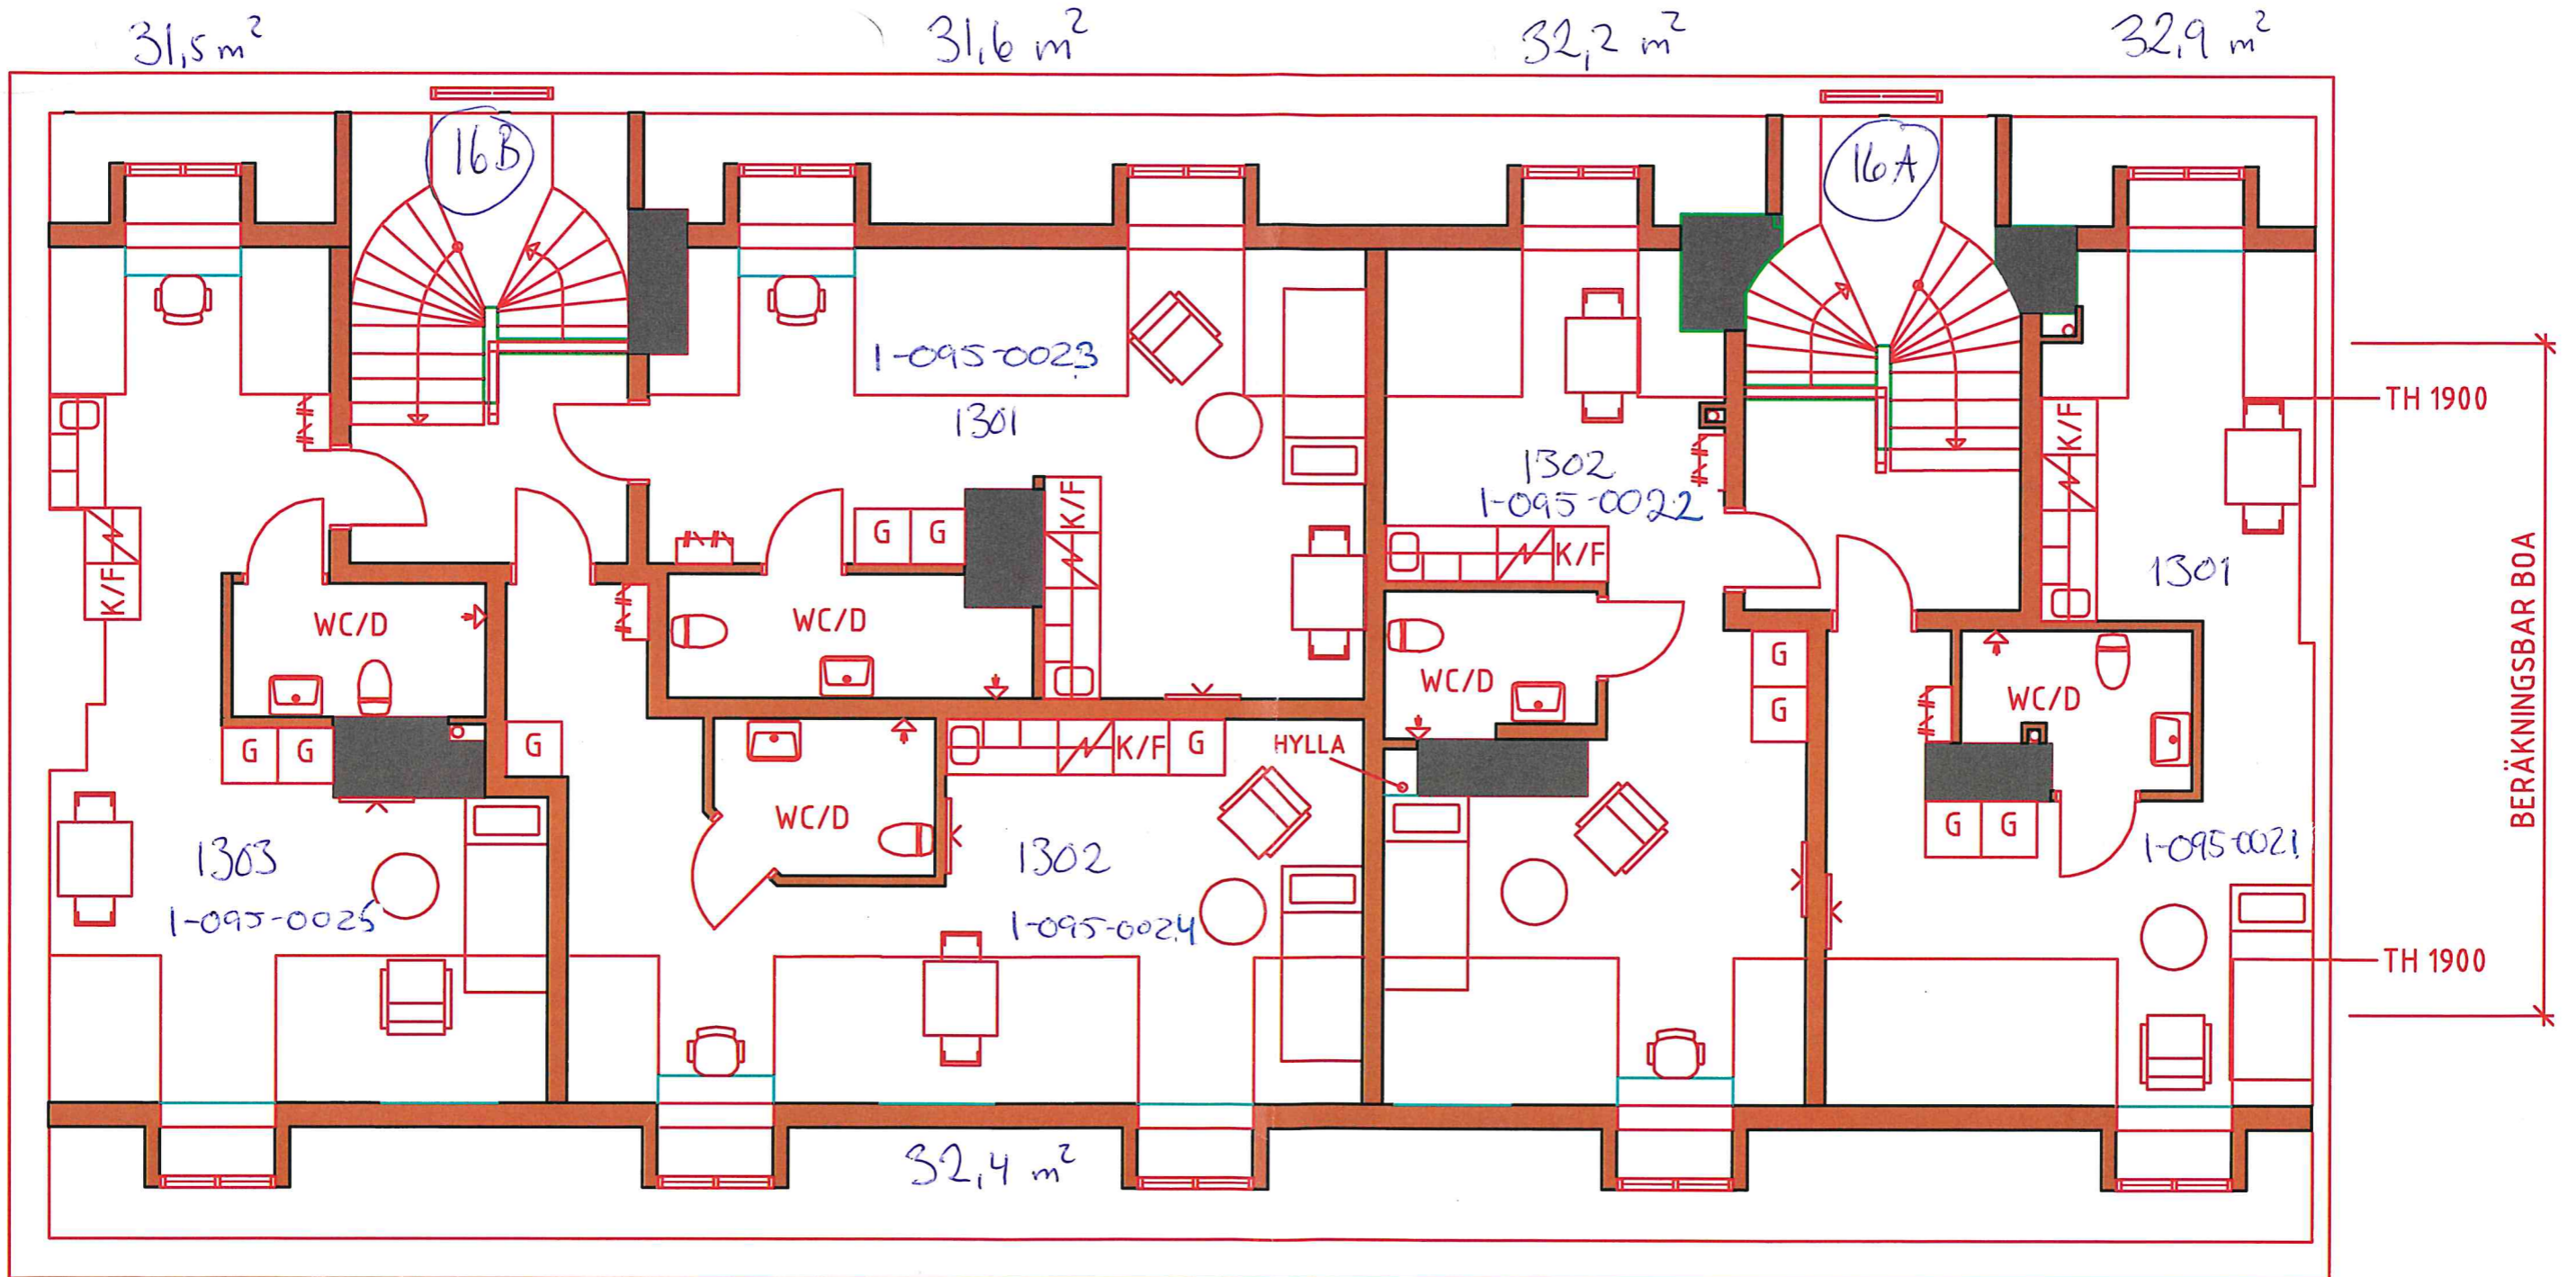 31,5 m²
31,6 m²
32,2 m²
32,9 m²
16B
16A
1-095-0023
1301
TH 1900
K/F
1302
1-095-0022
K/F
G G
K/F
K/F
1301
K/F
BERÄKNINGSBAR BOA
WC/D
WC/D
WC/D
WC/D
G
G
G G
G
K/F
G
HYLLA
WC/D
G G
1303
1302
1-095-0021
1-095-0025
1-095-0024
TH 1900
32,4 m²